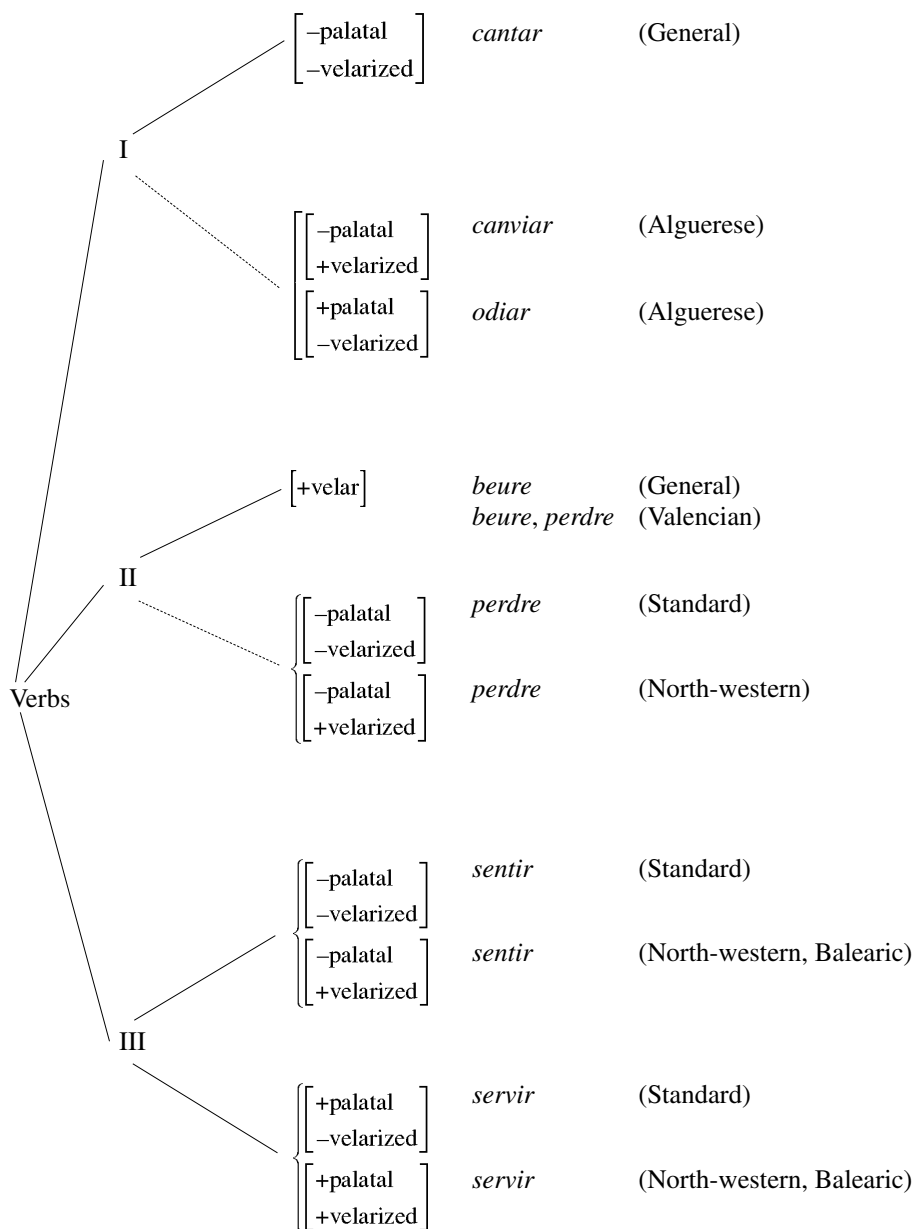 –palatal cantar (General)
–velarized
I
–palatal canviar (Alguerese)
+velarized
+palatal odiar (Alguerese)
–velarized
[+velar] beure (General)
beure, perdre (Valencian)
II
–palatal perdre (Standard)
–velarized
Verbs
–palatal perdre (North-western)
+velarized
–palatal sentir (Standard)
–velarized
–palatal sentir (North-western, Balearic)
+velarized
III
+palatal servir (Standard)
–velarized
+palatal servir (North-western, Balearic)
+velarized